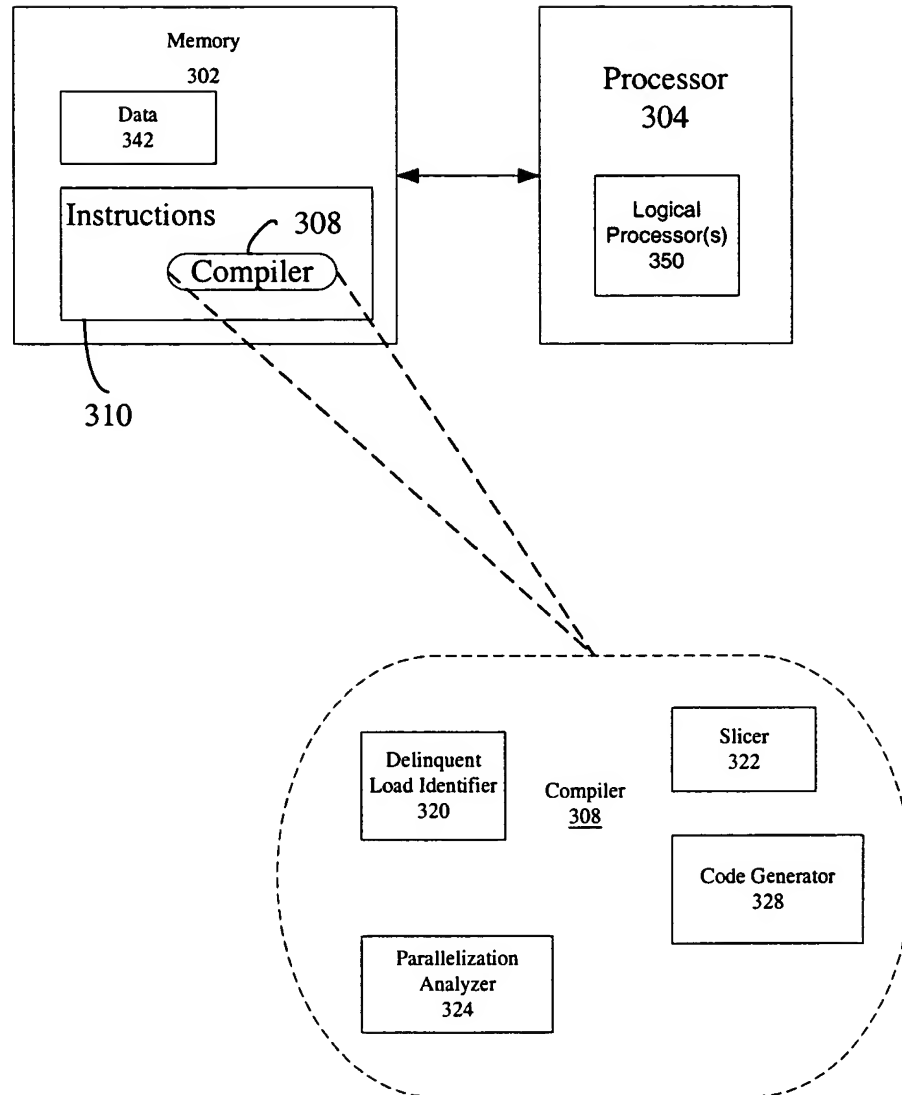 Memory
302
Data
342
Instructions
308
Compiler
310
Processor
304
Logical
Processor(s)
350
Delinquent
Load Identifier
320
Compiler
308
Slicer
322
Code Generator
328
Parallelization
Analyzer
324